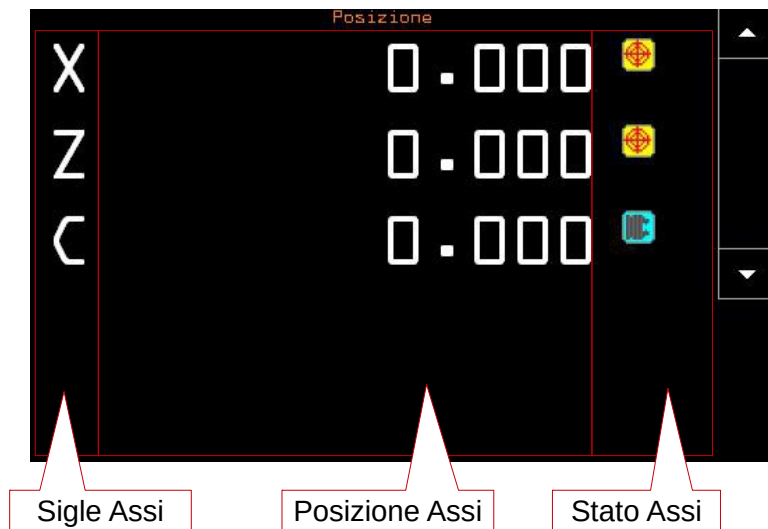 Posizione
X 0.000
Z 0.000
C 0.000
Sigle Assi
Posizione Assi
Stato Assi